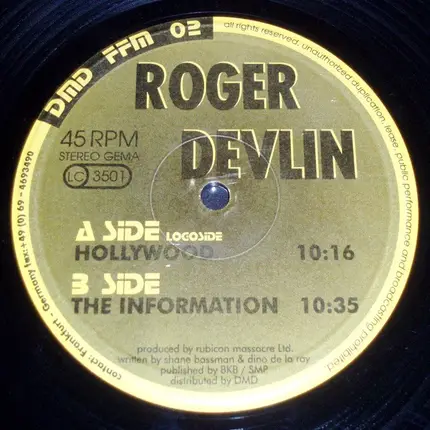 DMD FFM 02
all rights reserved. unauthorized duplication, lease, public performance and broadcasting prohibited.
ROGER
DEVLIN
45 RPM
STEREO GEMA
LC 3501
A SIDE LOGOSIDE
HOLLYWOOD 10:16
B SIDE
THE INFORMATION 10:35
produced by rubicon massacre Ltd.
written by shane bassman & dino de la roy
published by BKB / SMP
distributed by DMD
contact: Frankfurt - Germany fax:+49 (0) 69 - 4693490